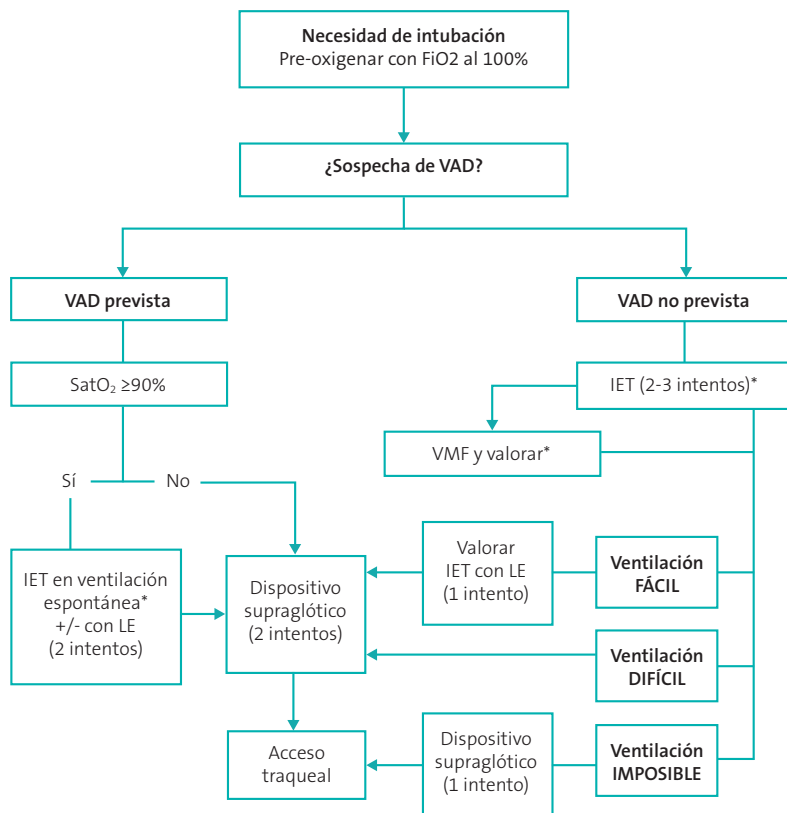 Necesidad de intubación
Pre-oxigenar con FiO2 al 100%
¿Sospecha de VAD?
VAD prevista
VAD no prevista
SatO₂ ≥90%
IET (2-3 intentos)*
VMF y valorar*
Sí
No
IET en ventilación
espontánea*
+/- con LE
(2 intentos)
Dispositivo
supraglótico
(2 intentos)
Valorar
IET con LE
(1 intento)
Ventilación
FÁCIL
Ventilación
DIFÍCIL
Acceso
traqueal
Dispositivo
supraglótico
(1 intento)
Ventilación
IMPOSIBLE